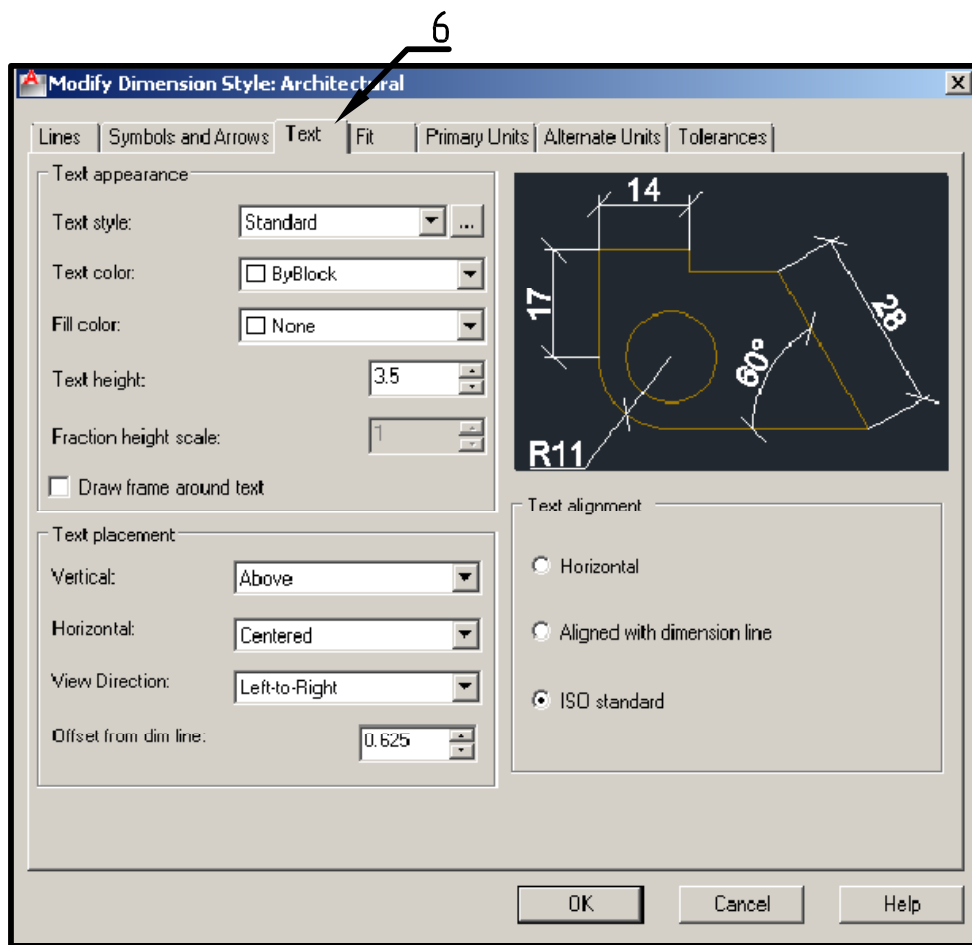 6
Modify Dimension Style: Architectural
Lines Symbols and Arrows Text Fit Primary Units Alternate Units Tolerances
Text appearance
Text style: Standard ...
Text color: ByBlock
Fill color: None
Text height: 3.5
Fraction height scale: 1
Draw frame around text
14
17
28
60°
R11
Text placement
Vertical: Above
Horizontal: Centered
View Direction: Left-to-Right
Offset from dim line: 0.625
Text alignment
Horizontal
Aligned with dimension line
ISO standard
OK Cancel Help